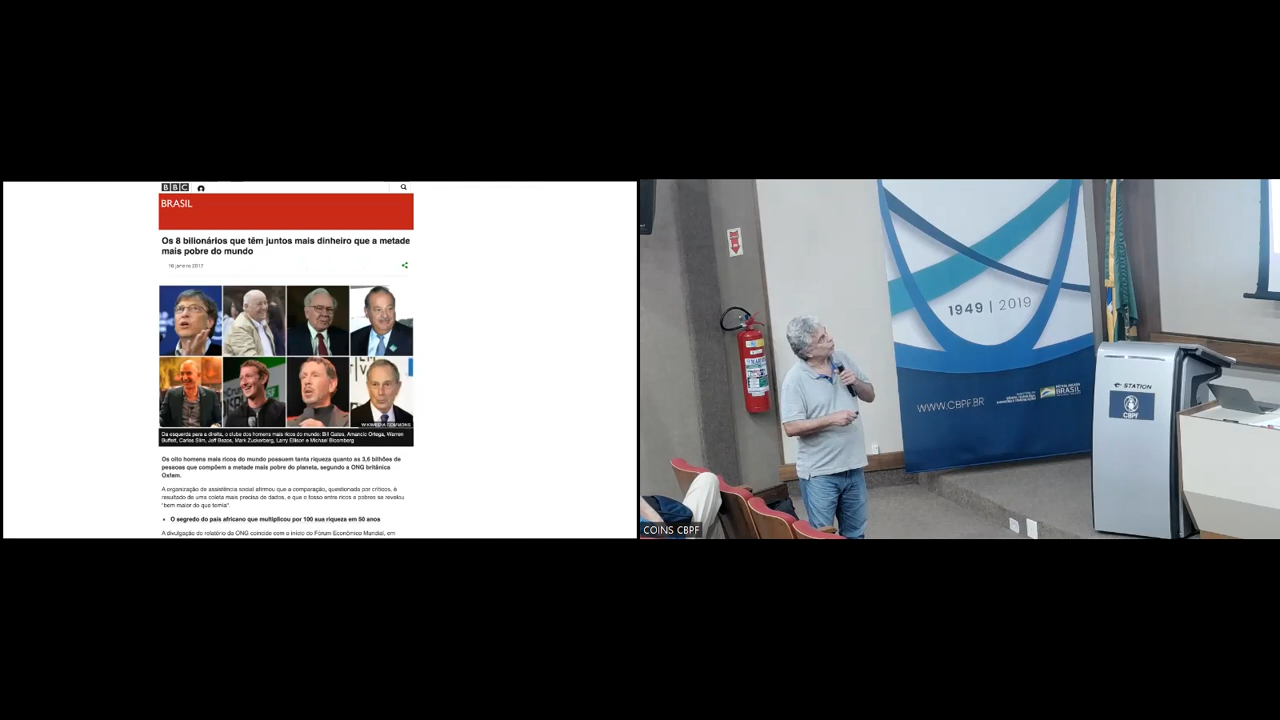 BBC
BRASIL
Os 8 bilionários que têm juntos mais dinheiro que a metade
mais pobre do mundo
16 janeiro 2017
WIKIMEDIA COMMONS
Da esquerda para a direita, o clube dos homens mais ricos do mundo: Bill Gates, Amancio Ortega, Warren
Buffett, Carlos Slim, Jeff Bezos, Mark Zuckerberg, Larry Ellison e Michael Bloomberg
Os oito homens mais ricos do mundo possuem tanta riqueza quanto as 3,6 bilhões de
pessoas que compõem a metade mais pobre do planeta, segundo a ONG britânica
Oxfam.
A organização de assistência social afirmou que a comparação, questionada por críticos, é
resultado de uma coleta mais precisa de dados, e que o fosso entre ricos e pobres se revelou
"bem maior do que temia".
O segredo do país africano que multiplicou por 100 sua riqueza em 50 anos
A divulgação do relatório da ONG coincide com o início do Fórum Econômico Mundial, em
1949 | 2019
WWW.CBPF.BR
BRASIL
STATION
CBPF
COINS CBPF